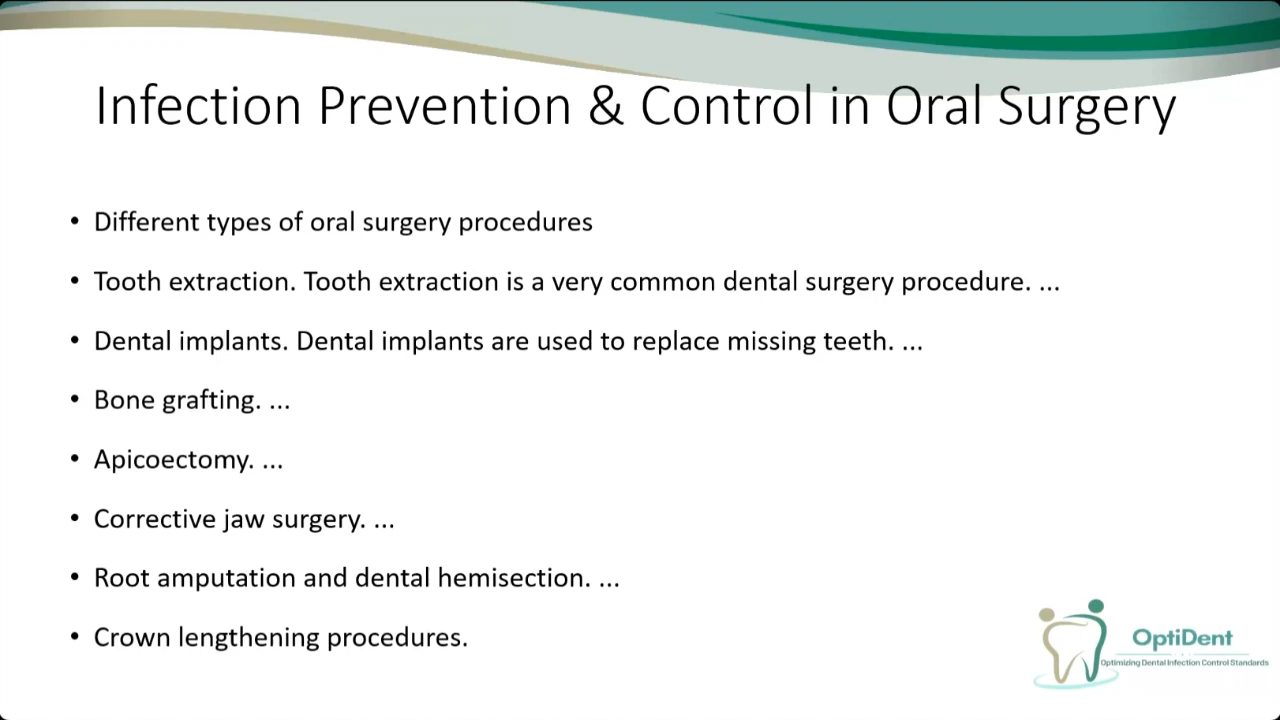 Infection Prevention & Control in Oral Surgery
• Different types of oral surgery procedures
• Tooth extraction. Tooth extraction is a very common dental surgery procedure. ...
• Dental implants. Dental implants are used to replace missing teeth. ...
• Bone grafting. ...
• Apicoectomy. ...
• Corrective jaw surgery. ...
• Root amputation and dental hemisection. ...
• Crown lengthening procedures.
OptiDent
Optimizing Dental Infection Control Standards